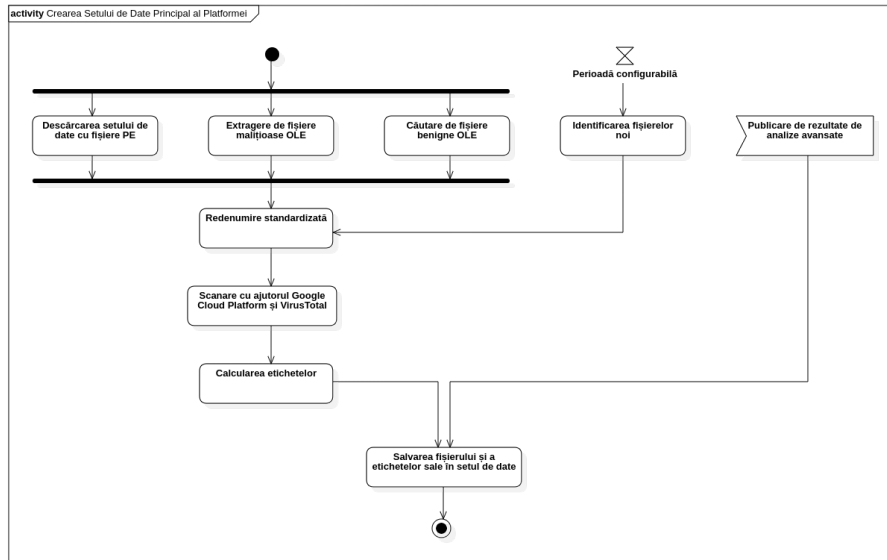 activity Crearea Setului de Date Principal al Platformei
Perioadă configurabilă
Descărcarea setului de
date cu fișiere PE
Extragere de fișiere
malițioase OLE
Căutare de fișiere
benigne OLE
Identificarea fișierelor
noi
Publicare de rezultate de
analize avansate
Redenumire standardizată
Scanare cu ajutorul Google
Cloud Platform și VirusTotal
Calcularea etichetelor
Salvarea fișierului și a
etichetelor sale în setul de date